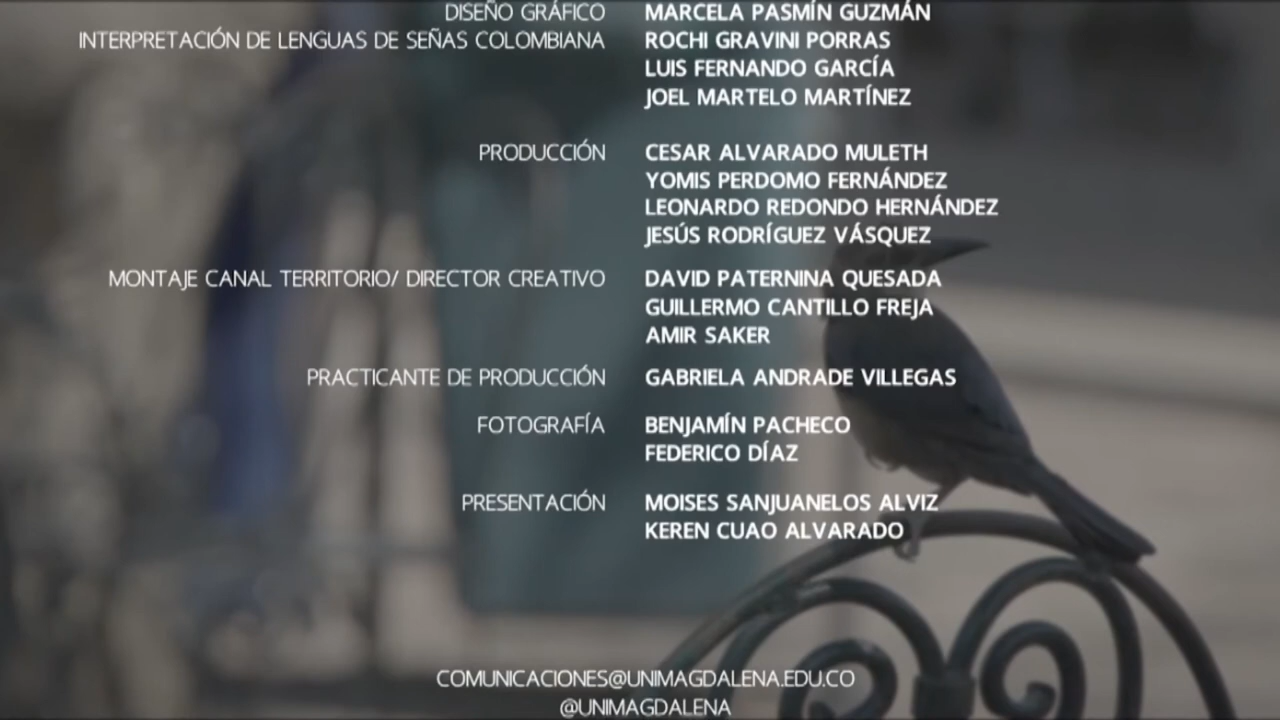 DISEÑO GRÁFICO MARCELA PASMÍN GUZMÁN
INTERPRETACIÓN DE LENGUAS DE SEÑAS COLOMBIANA ROCHI GRAVINI PORRAS
LUIS FERNANDO GARCÍA
JOEL MARTELO MARTÍNEZ
PRODUCCIÓN CESAR ALVARADO MULETH
YOMIS PERDOMO FERNÁNDEZ
LEONARDO REDONDO HERNÁNDEZ
JESÚS RODRÍGUEZ VÁSQUEZ
MONTAJE CANAL TERRITORIO/ DIRECTOR CREATIVO DAVID PATERNINA QUESADA
GUILLERMO CANTILLO FREJA
AMIR SAKER
PRACTICANTE DE PRODUCCIÓN GABRIELA ANDRADE VILLEGAS
FOTOGRAFÍA BENJAMÍN PACHECO
FEDERICO DÍAZ
PRESENTACIÓN MOISES SANJUANELOS ALVIZ
KEREN CUAO ALVARADO
COMUNICACIONES@UNIMAGDALENA.EDU.CO
@UNIMAGDALENA